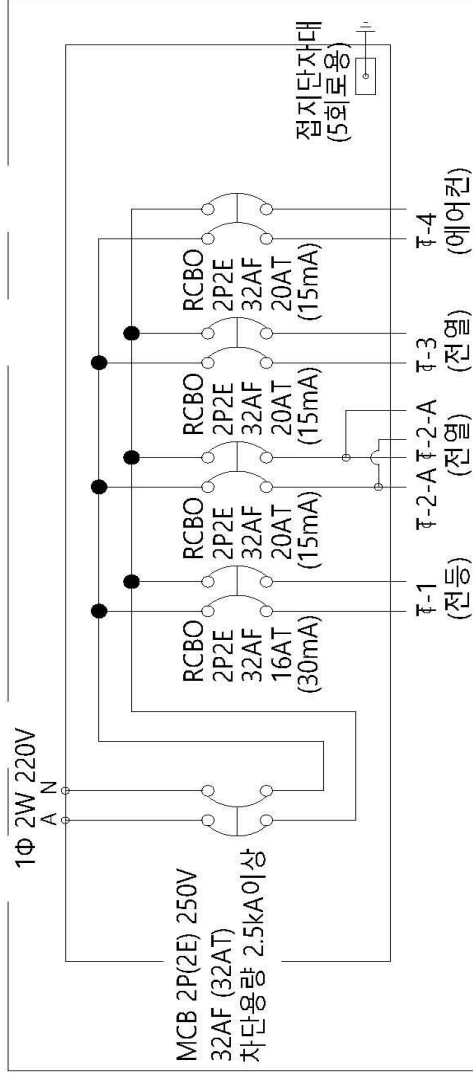 1Φ 2W 220V
A N
MCB 2P(2E) 250V
32AF (32AT)
차단용량 2.5kA이상
RCBO
2P2E
32AF
16AT
(30mA)
RCBO
2P2E
32AF
20AT
(15mA)
RCBO
2P2E
32AF
20AT
(15mA)
RCBO
2P2E
32AF
20AT
(15mA)
접지단자대
(5회로용)
-1
(전등)
-2-A
-2-A
(전열)
-3
(전열)
-4
(에어컨)